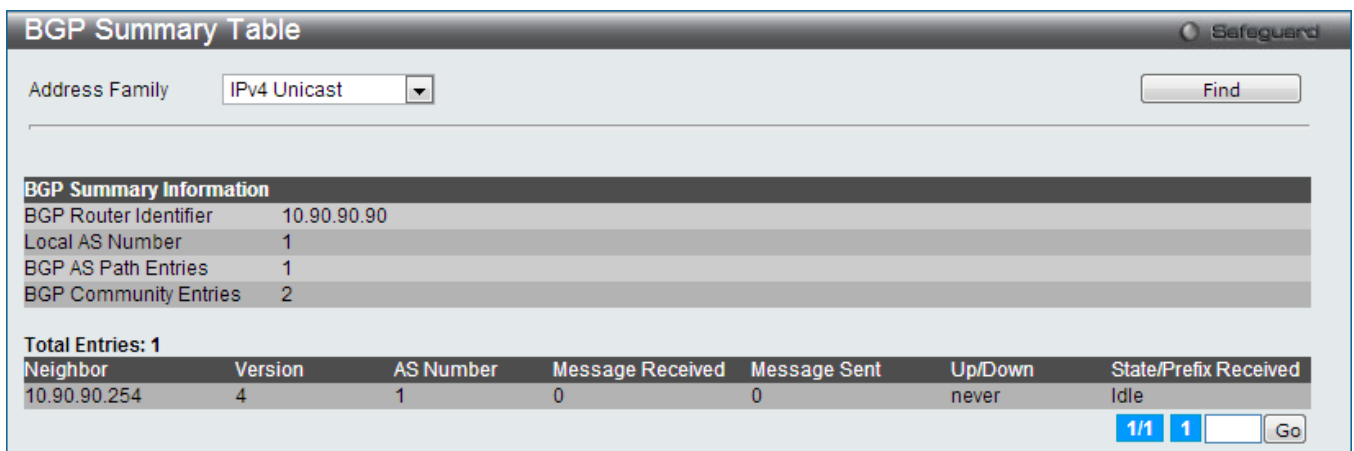 BGP Summary Table
Safeguard
Address Family IPv4 Unicast Find
BGP Summary Information
BGP Router Identifier 10.90.90.90
Local AS Number 1
BGP AS Path Entries 1
BGP Community Entries 2
Total Entries: 1
Neighbor Version AS Number Message Received Message Sent Up/Down State/Prefix Received
10.90.90.254 4 1 0 0 never Idle
1/1 1 Go